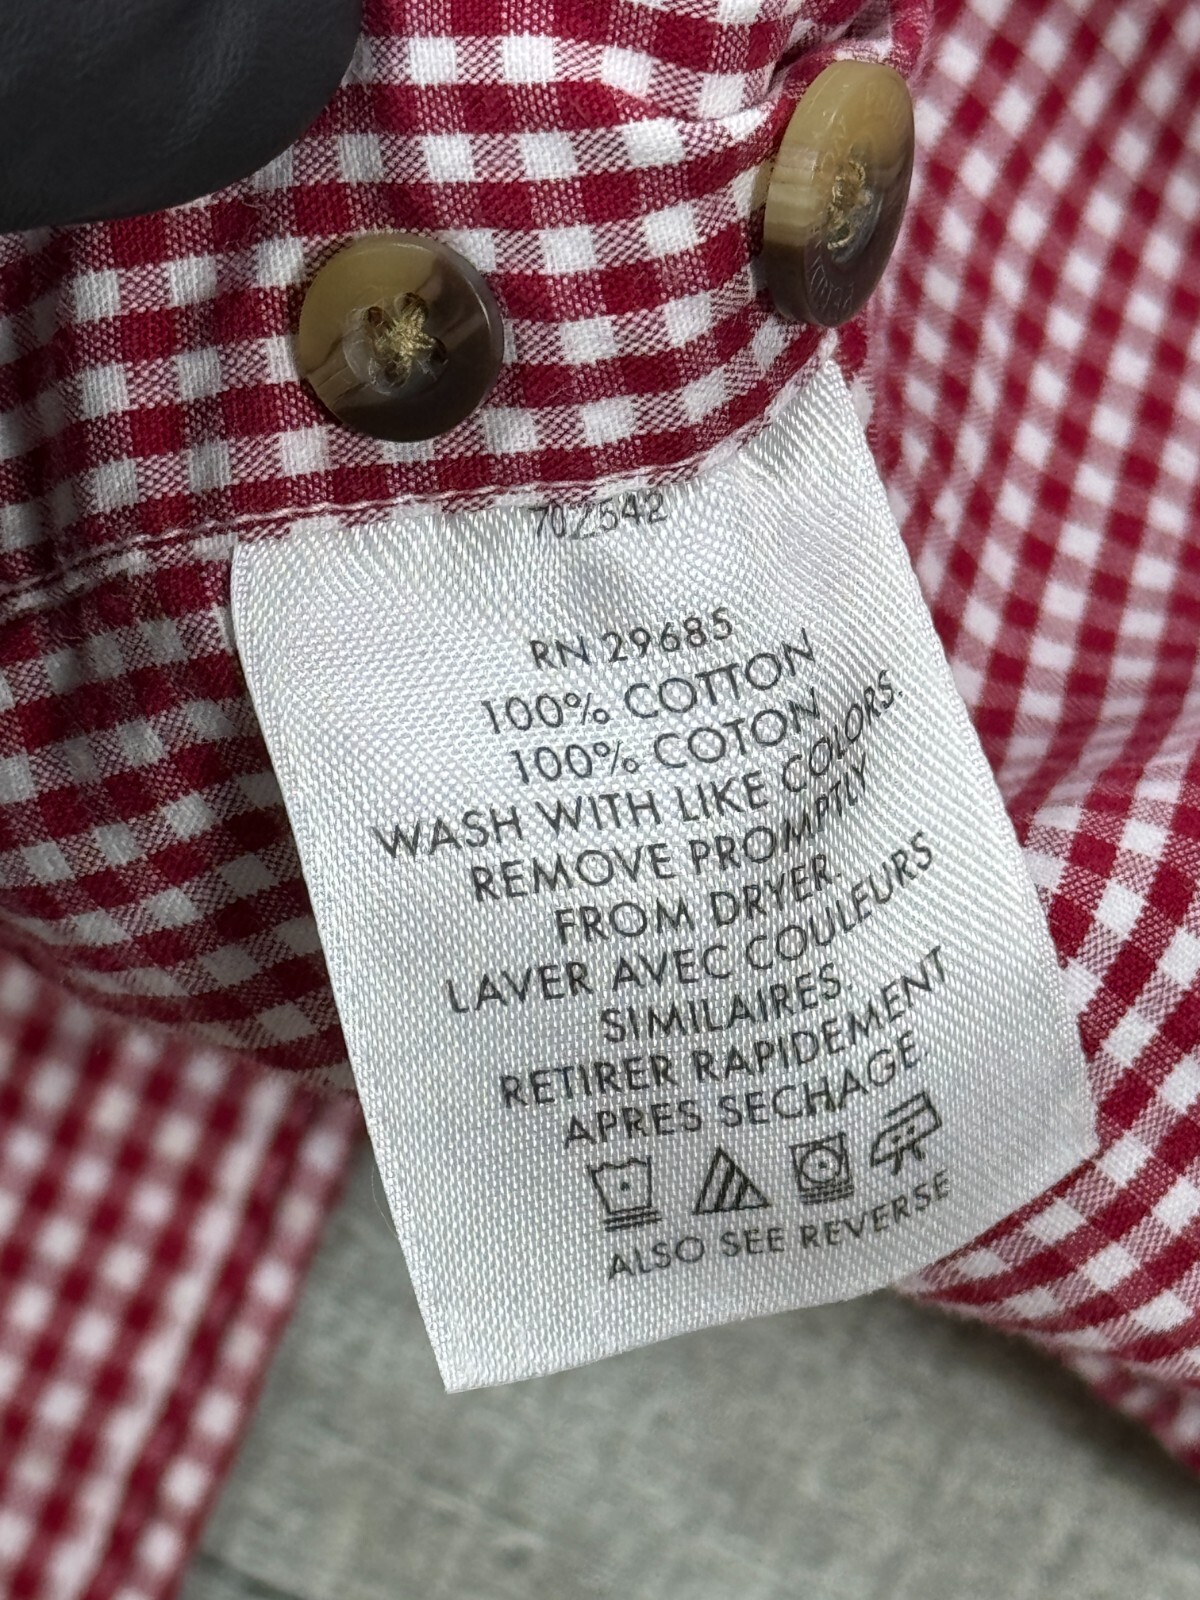 702542
RN 29685
100% COTTON
100% COTON
WASH WITH LIKE COLORS.
REMOVE PROMPTLY
FROM DRYER.
LAVER AVEC COULEURS
SIMILAIRES.
RETIRER RAPIDEMENT
APRES SECHAGE.
ALSO SEE REVERSE